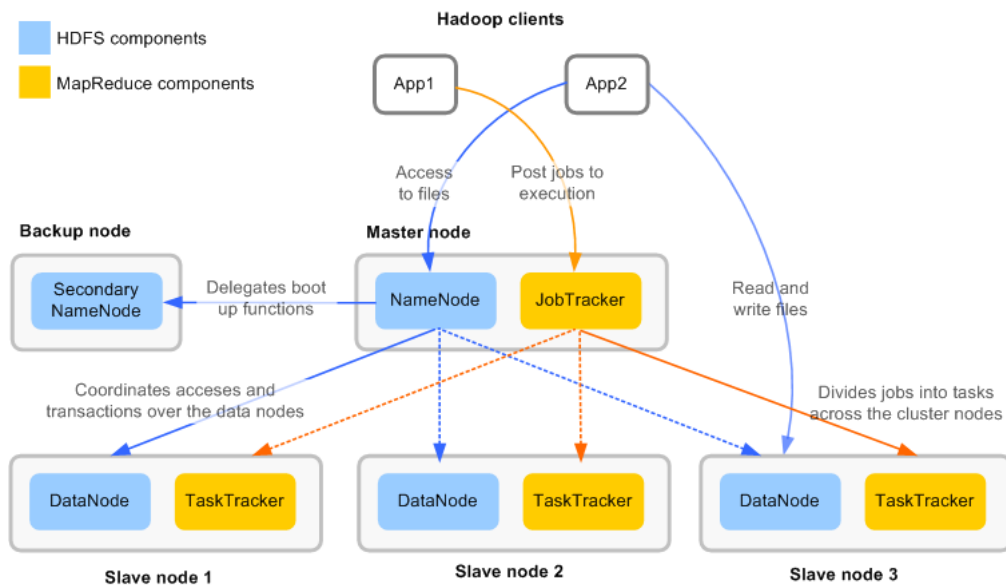 Hadoop clients
HDFS components
MapReduce components
App1
App2
Access
to files
Post jobs to
execution
Backup node
Master node
Secondary
NameNode
Delegates boot
up functions
NameNode
JobTracker
Read and
write files
Coordinates acceses and
transactions over the data nodes
Divides jobs into tasks
across the cluster nodes
DataNode
TaskTracker
DataNode
TaskTracker
DataNode
TaskTracker
Slave node 1
Slave node 2
Slave node 3